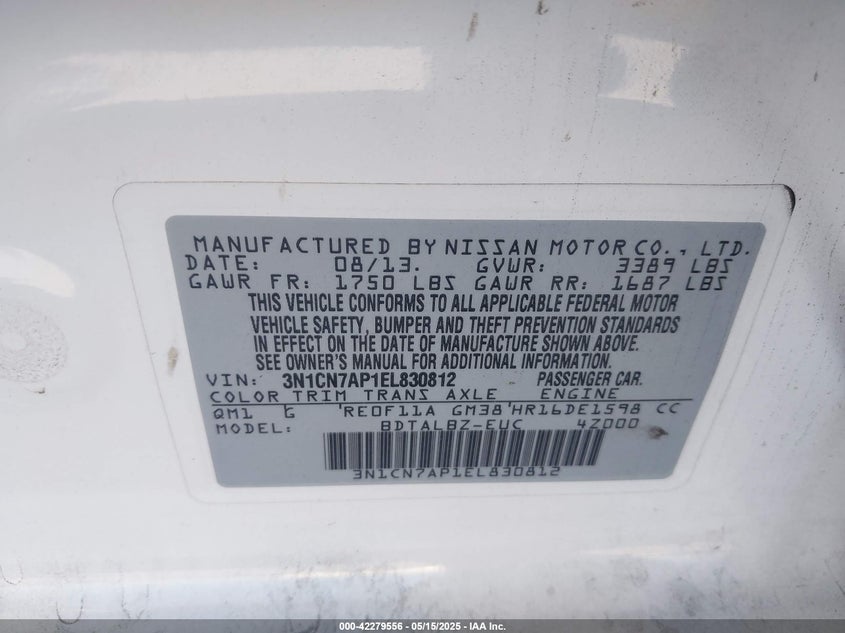 MANUFACTURED BY NISSAN MOTOR CO., LTD.
DATE: 08/13. GVWR: 3389 LBS
GAWR FR: 1750 LBS GAWR RR: 1687 LBS
THIS VEHICLE CONFORMS TO ALL APPLICABLE FEDERAL MOTOR
VEHICLE SAFETY, BUMPER AND THEFT PREVENTION STANDARDS
IN EFFECT ON THE DATE OF MANUFACTURE SHOWN ABOVE.
SEE OWNER'S MANUAL FOR ADDITIONAL INFORMATION.
VIN: 3N1CN7AP1EL830812 PASSENGER CAR.
COLOR TRIM TRANS AXLE ENGINE
QM1 G RE0F11A GM38 HR16DE1598 CC
MODEL: BDTALBZ-EUC 4Z000
3N1CN7AP1EL830812
000-42279556 - 05/15/2025 - IAA Inc.